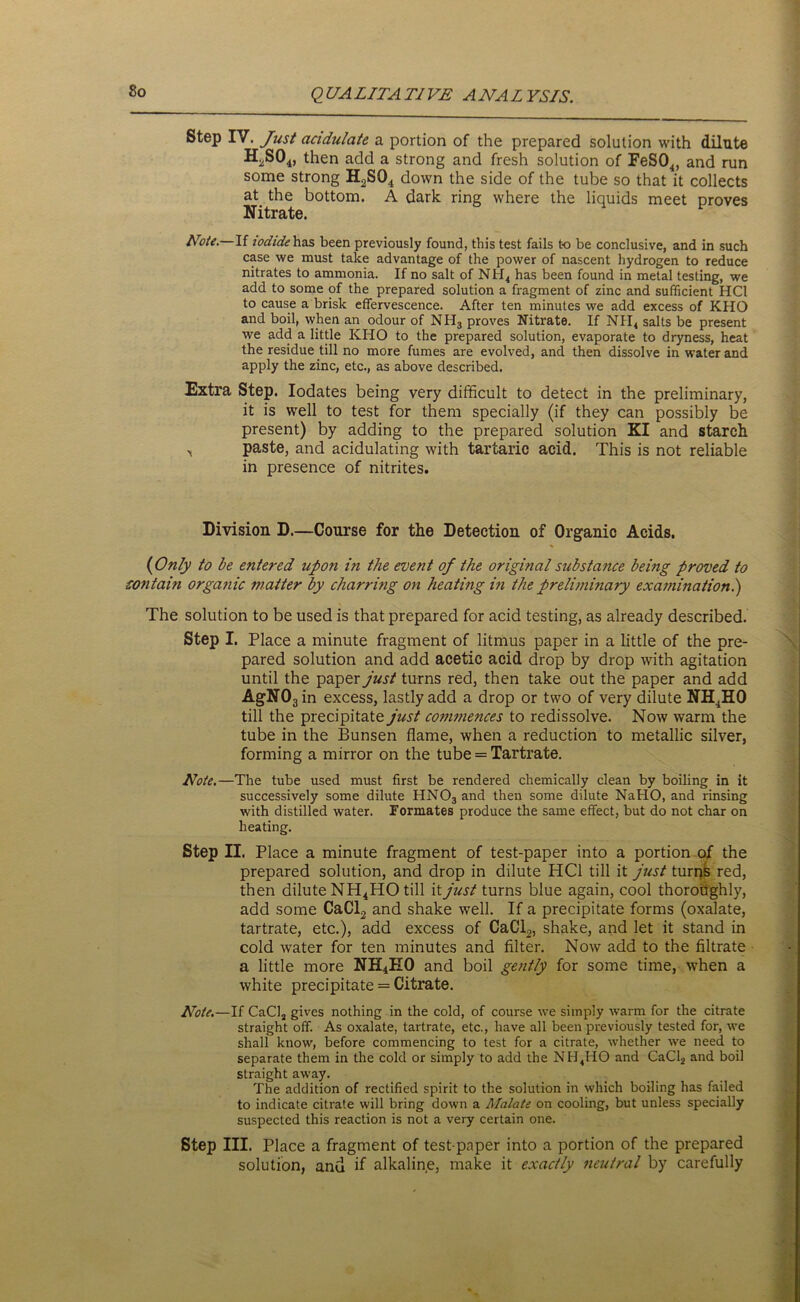 80
QUALITATIVE ANALYSIS.
Step IV. Just acidulate a portion of the prepared solution with dilute
H₂SO₄, then add a strong and fresh solution of FeSO₄, and run
some strong H₂SO₄ down the side of the tube so that it collects
at the bottom. A dark ring where the liquids meet proves
Nitrate.
Note.—If iodide has been previously found, this test fails to be conclusive, and in such
case we must take advantage of the power of nascent hydrogen to reduce
nitrates to ammonia. If no salt of NH₄ has been found in metal testing, we
add to some of the prepared solution a fragment of zinc and sufficient HCl
to cause a brisk effervescence. After ten minutes we add excess of KHO
and boil, when an odour of NH₃ proves Nitrate. If NH₄ salts be present
we add a little KHO to the prepared solution, evaporate to dryness, heat
the residue till no more fumes are evolved, and then dissolve in water and
apply the zinc, etc., as above described.
Extra Step. Iodates being very difficult to detect in the preliminary,
it is well to test for them specially (if they can possibly be
present) by adding to the prepared solution KI and starch
paste, and acidulating with tartaric acid. This is not reliable
in presence of nitrites.
Division D.—Course for the Detection of Organic Acids.
(Only to be entered upon in the event of the original substance being proved to
contain organic matter by charring on heating in the preliminary examination.)
The solution to be used is that prepared for acid testing, as already described.
Step I. Place a minute fragment of litmus paper in a little of the pre-
pared solution and add acetic acid drop by drop with agitation
until the paper just turns red, then take out the paper and add
AgNO₃ in excess, lastly add a drop or two of very dilute NH₄HO
till the precipitate just commences to redissolve. Now warm the
tube in the Bunsen flame, when a reduction to metallic silver,
forming a mirror on the tube = Tartrate.
Note.—The tube used must first be rendered chemically clean by boiling in it
successively some dilute HNO₃ and then some dilute NaHO, and rinsing
with distilled water. Formates produce the same effect, but do not char on
heating.
Step II. Place a minute fragment of test-paper into a portion of the
prepared solution, and drop in dilute HCl till it just turns red,
then dilute NH₄HO till it just turns blue again, cool thoroughly,
add some CaCl₂ and shake well. If a precipitate forms (oxalate,
tartrate, etc.), add excess of CaCl₂, shake, and let it stand in
cold water for ten minutes and filter. Now add to the filtrate
a little more NH₄HO and boil gently for some time, when a
white precipitate = Citrate.
Note.—If CaCl₂ gives nothing in the cold, of course we simply warm for the citrate
straight off. As oxalate, tartrate, etc., have all been previously tested for, we
shall know, before commencing to test for a citrate, whether we need to
separate them in the cold or simply to add the NH₄HO and CaCl₂ and boil
straight away.
The addition of rectified spirit to the solution in which boiling has failed
to indicate citrate will bring down a Malate on cooling, but unless specially
suspected this reaction is not a very certain one.
Step III. Place a fragment of test-paper into a portion of the prepared
solution, and if alkaline, make it exactly neutral by carefully